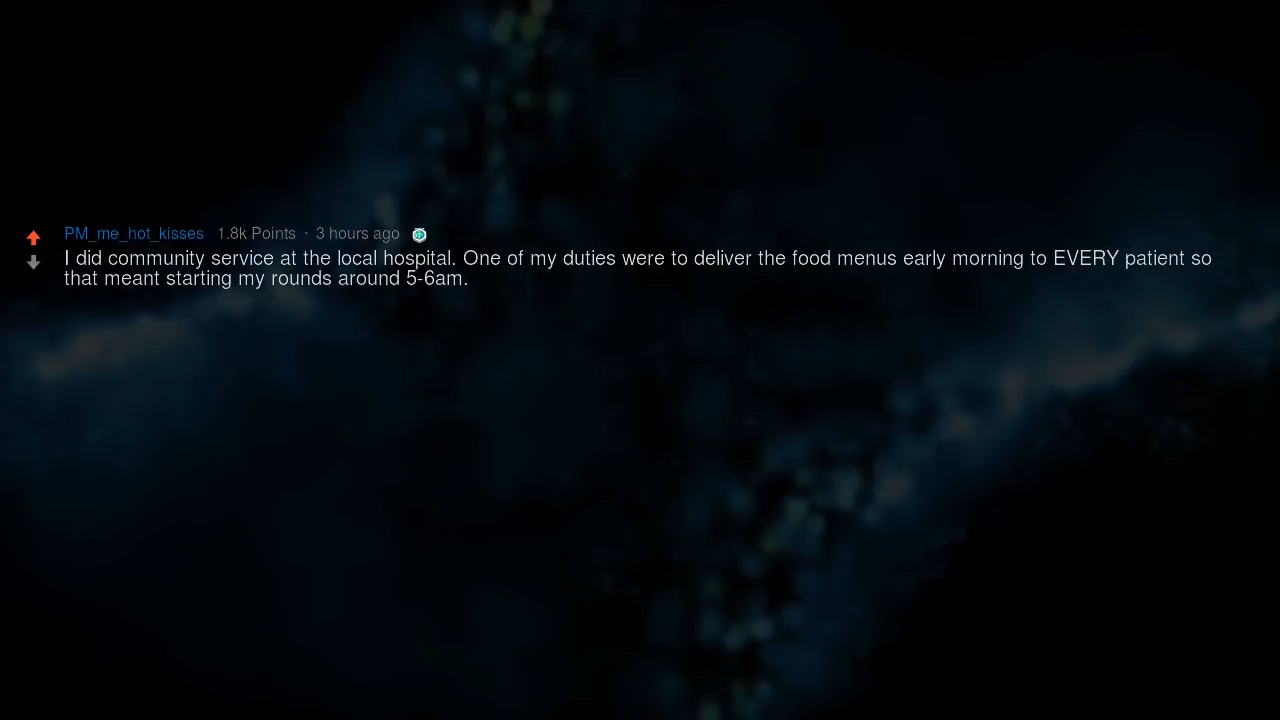 PM_me_hot_kisses 1.8k Points · 3 hours ago
I did community service at the local hospital. One of my duties were to deliver the food menus early morning to EVERY patient so
that meant starting my rounds around 5-6am.